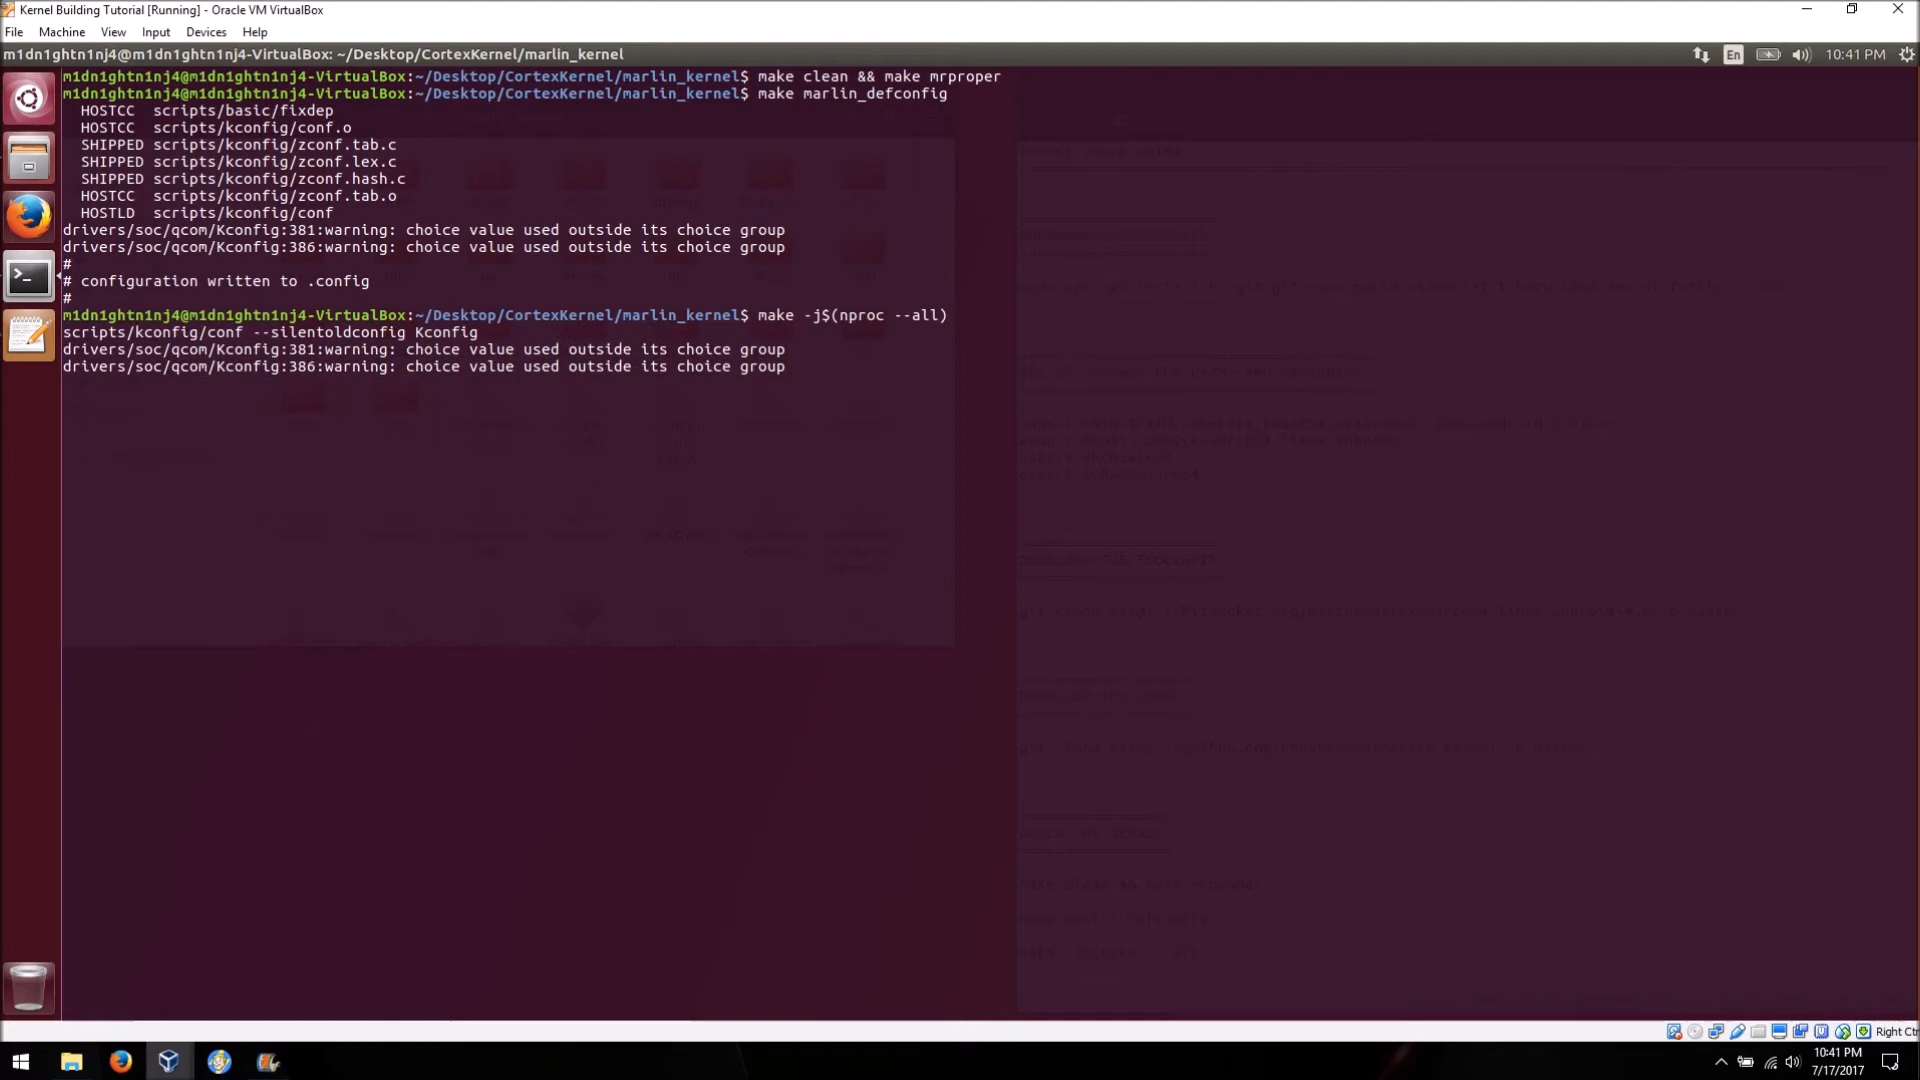 Kernel Building Tutorial [Running] - Oracle VM VirtualBox
File Machine View Input Devices Help
m1dn1ghtn1nj4@m1dn1ghtn1nj4-VirtualBox: ~/Desktop/CortexKernel/marlin_kernel
En 10:41 PM
m1dn1ghtn1nj4@m1dn1ghtn1nj4-VirtualBox:~/Desktop/CortexKernel/marlin_kernel$ make clean && make mrproper
m1dn1ghtn1nj4@m1dn1ghtn1nj4-VirtualBox:~/Desktop/CortexKernel/marlin_kernel$ make marlin_defconfig
HOSTCC scripts/basic/fixdep
HOSTCC scripts/kconfig/conf.o
SHIPPED scripts/kconfig/zconf.tab.c
SHIPPED scripts/kconfig/zconf.lex.c
SHIPPED scripts/kconfig/zconf.hash.c
HOSTCC scripts/kconfig/zconf.tab.o
HOSTLD scripts/kconfig/conf
drivers/soc/qcom/Kconfig:381:warning: choice value used outside its choice group
drivers/soc/qcom/Kconfig:386:warning: choice value used outside its choice group
#
# configuration written to .config
#
m1dn1ghtn1nj4@m1dn1ghtn1nj4-VirtualBox:~/Desktop/CortexKernel/marlin_kernel$ make -j$(nproc --all)
scripts/kconfig/conf --silentoldconfig Kconfig
drivers/soc/qcom/Kconfig:381:warning: choice value used outside its choice group
drivers/soc/qcom/Kconfig:386:warning: choice value used outside its choice group
Right Ctr
10:41 PM
7/17/2017